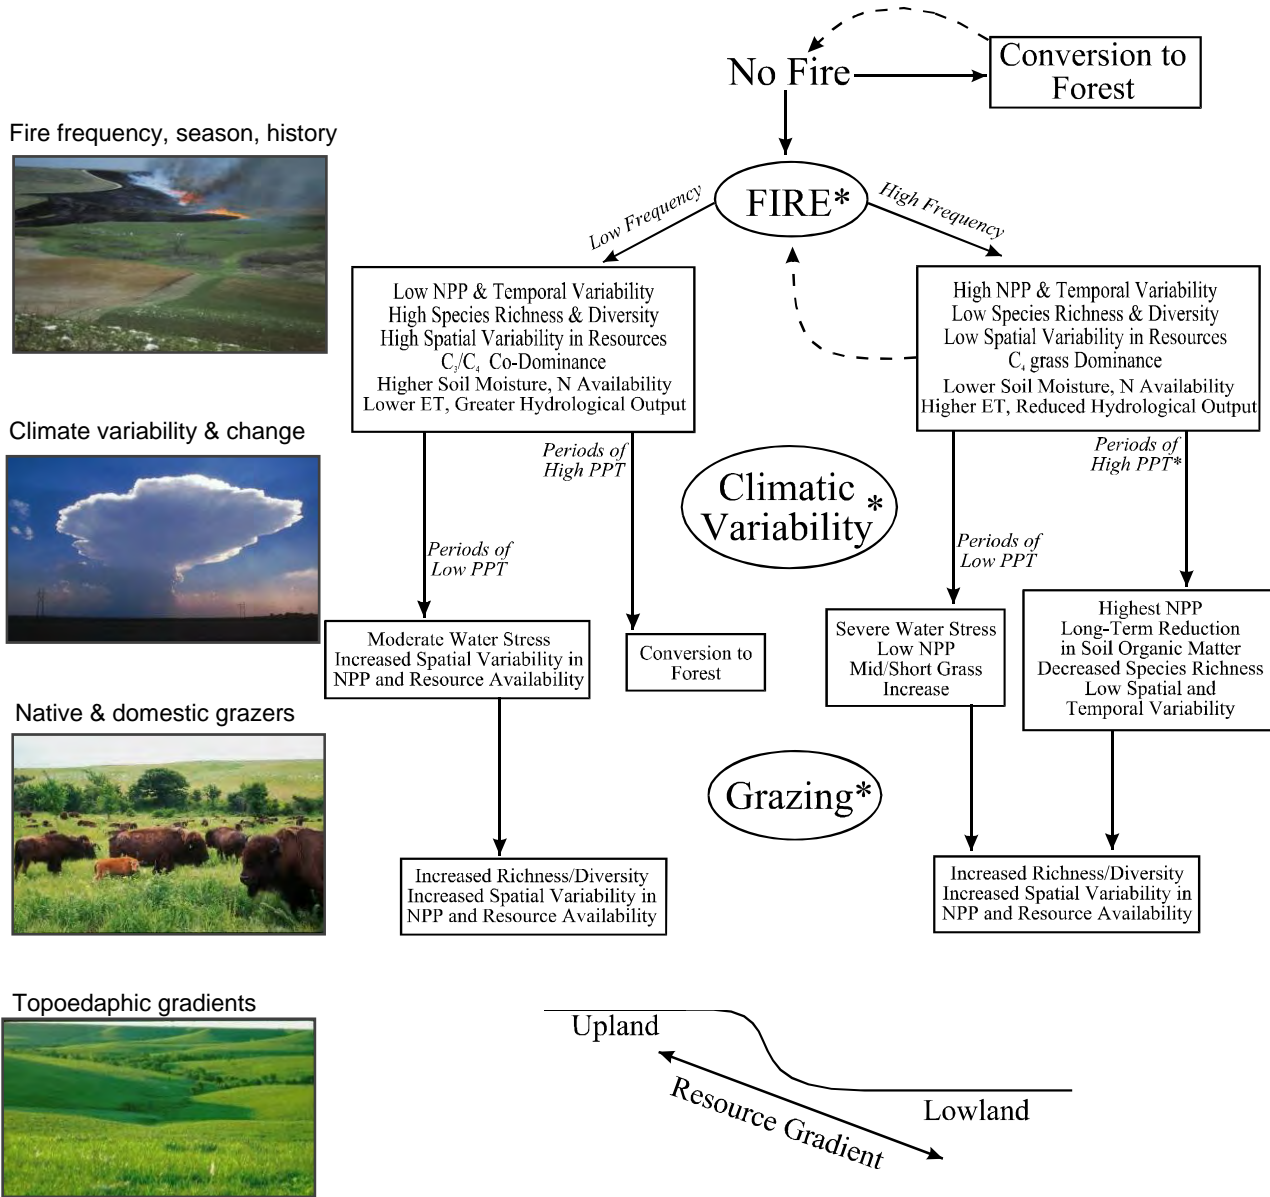 No Fire
Conversion to
Forest
Fire frequency, season, history
FIRE*
Low Frequency
High Frequency
Low NPP & Temporal Variability
High Species Richness & Diversity
High Spatial Variability in Resources
C₃/C₄ Co-Dominance
Higher Soil Moisture, N Availability
Lower ET, Greater Hydrological Output
High NPP & Temporal Variability
Low Species Richness & Diversity
Low Spatial Variability in Resources
C₄ grass Dominance
Lower Soil Moisture, N Availability
Higher ET, Reduced Hydrological Output
Climate variability & change
Periods of
High PPT
Climatic
Variability*
Periods of
High PPT*
Periods of
Low PPT
Periods of
Low PPT
Moderate Water Stress
Increased Spatial Variability in
NPP and Resource Availability
Conversion to
Forest
Severe Water Stress
Low NPP
Mid/Short Grass
Increase
Highest NPP
Long-Term Reduction
in Soil Organic Matter
Decreased Species Richness
Low Spatial and
Temporal Variability
Native & domestic grazers
Grazing*
Increased Richness/Diversity
Increased Spatial Variability in
NPP and Resource Availability
Increased Richness/Diversity
Increased Spatial Variability in
NPP and Resource Availability
Topoedaphic gradients
Upland
Resource Gradient
Lowland